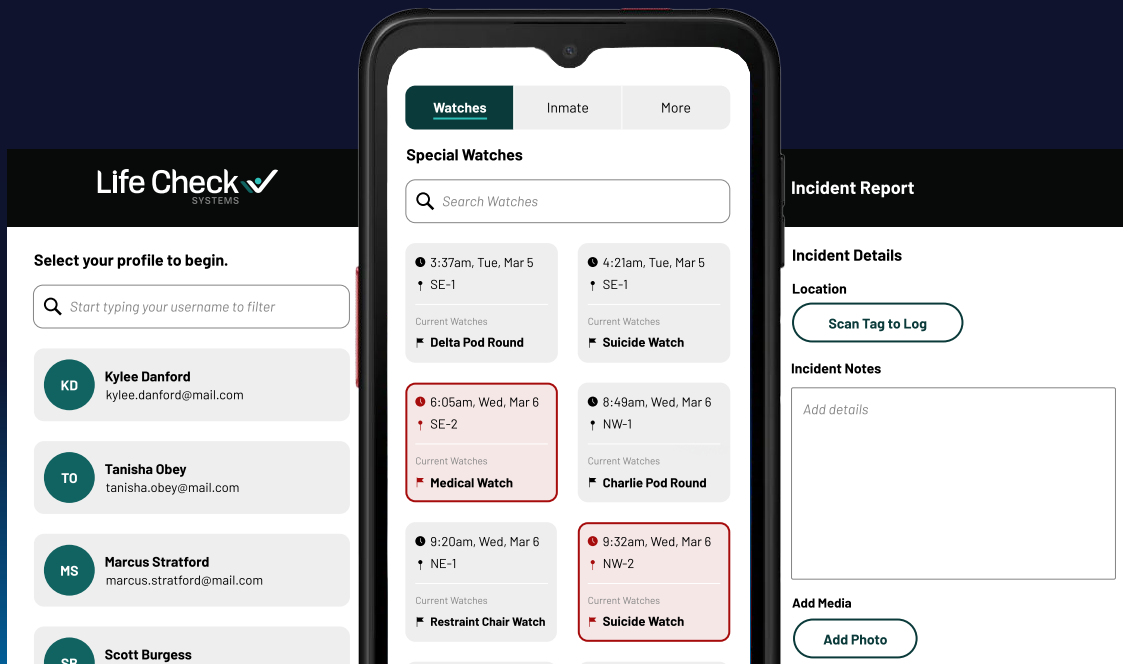 Life Check
SYSTEMS
Select your profile to begin.
Start typing your username to filter
KD
Kylee Danford
kylee.danford@mail.com
TO
Tanisha Obey
tanisha.obey@mail.com
MS
Marcus Stratford
marcus.stratford@mail.com
Scott Burgess
Watches Inmate More
Special Watches
Search Watches
3:37am, Tue, Mar 5
SE-1
Current Watches
Delta Pod Round
4:21am, Tue, Mar 5
SE-1
Current Watches
Suicide Watch
6:05am, Wed, Mar 6
SE-2
Current Watches
Medical Watch
8:49am, Wed, Mar 6
NW-1
Current Watches
Charlie Pod Round
9:20am, Wed, Mar 6
NE-1
Current Watches
Restraint Chair Watch
9:32am, Wed, Mar 6
NW-2
Current Watches
Suicide Watch
Incident Report
Incident Details
Location
Scan Tag to Log
Incident Notes
Add details
Add Media
Add Photo